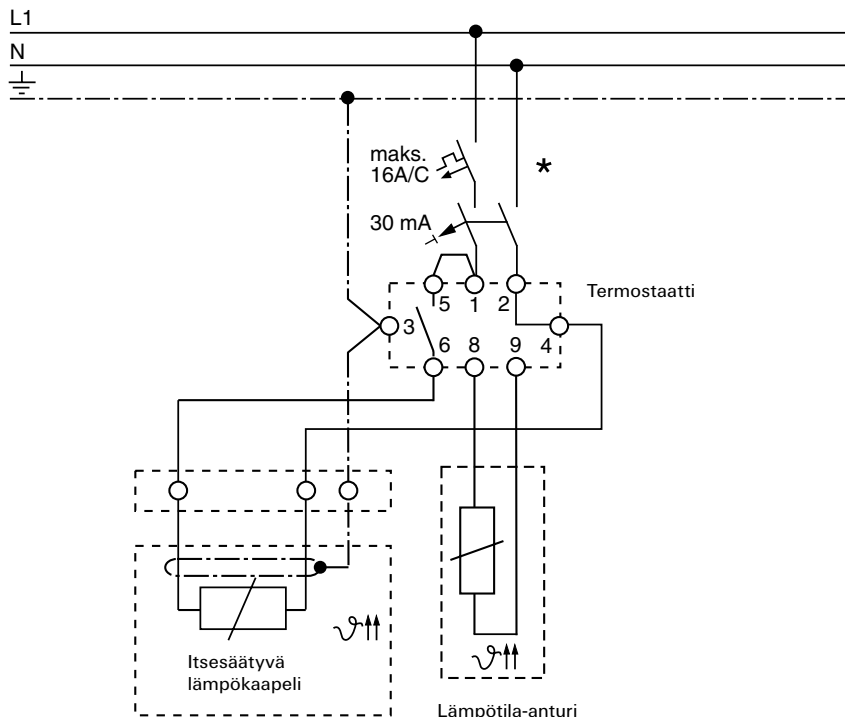 L1
N
maks.
16A/C
*
30 mA
Termostaatti
5 1 2
3
6 8 9 4
ϑ
ϑ
Itsesäätyvä
lämpökaapeli
Lämpötila-anturi